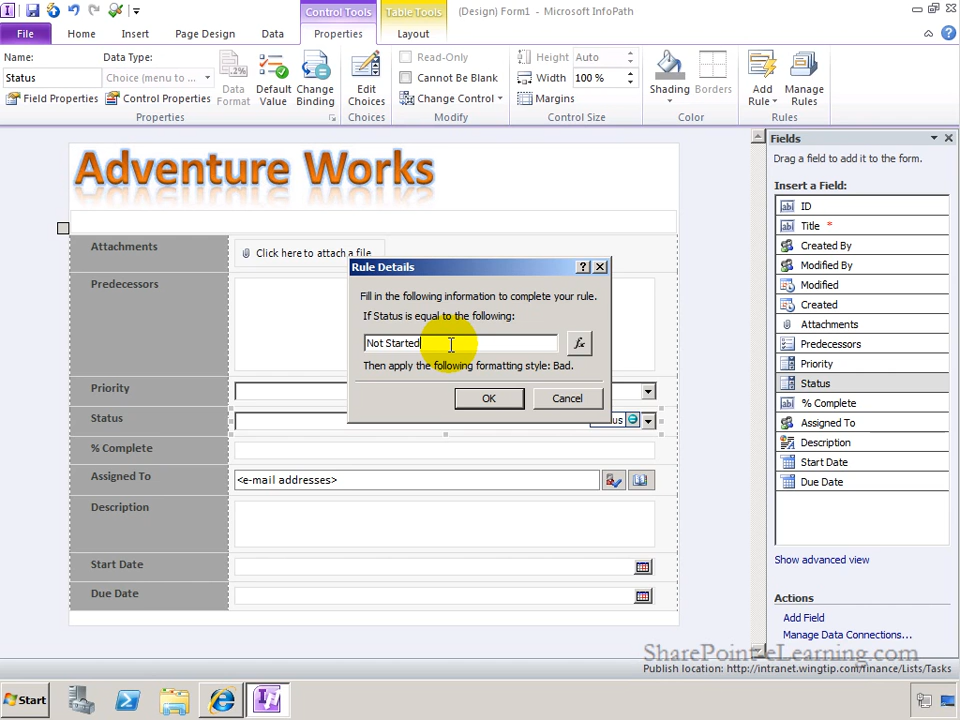 Control Tools
Table Tools
(Design) Form1 - Microsoft InfoPath
File
Home
Insert
Page Design
Data
Properties
Layout
Name:
Data Type:
Status
Choice (menu to ...
Field Properties
Control Properties
Data Format
Default Value
Change Binding
Edit Choices
Read-Only
Cannot Be Blank
Change Control
Height
Auto
Width
100 %
Margins
Shading
Borders
Add Rule
Manage Rules
Properties
Choices
Modify
Control Size
Color
Rules
Adventure Works
Attachments
Click here to attach a file
Predecessors
Priority
Status
us
% Complete
Assigned To
<e-mail addresses>
Description
Start Date
Due Date
Rule Details
Fill in the following information to complete your rule.
If Status is equal to the following:
Not Started
fx
Then apply the following formatting style: Bad.
OK
Cancel
Fields
Drag a field to add it to the form.
Insert a Field:
ID
Title *
Created By
Modified By
Modified
Created
Attachments
Predecessors
Priority
Status
% Complete
Assigned To
Description
Start Date
Due Date
Show advanced view
Actions
Add Field
Manage Data Connections...
SharePoint-eLearning.com
Publish location: http://intranet.wingtip.com/finance/Lists/Tasks
Start